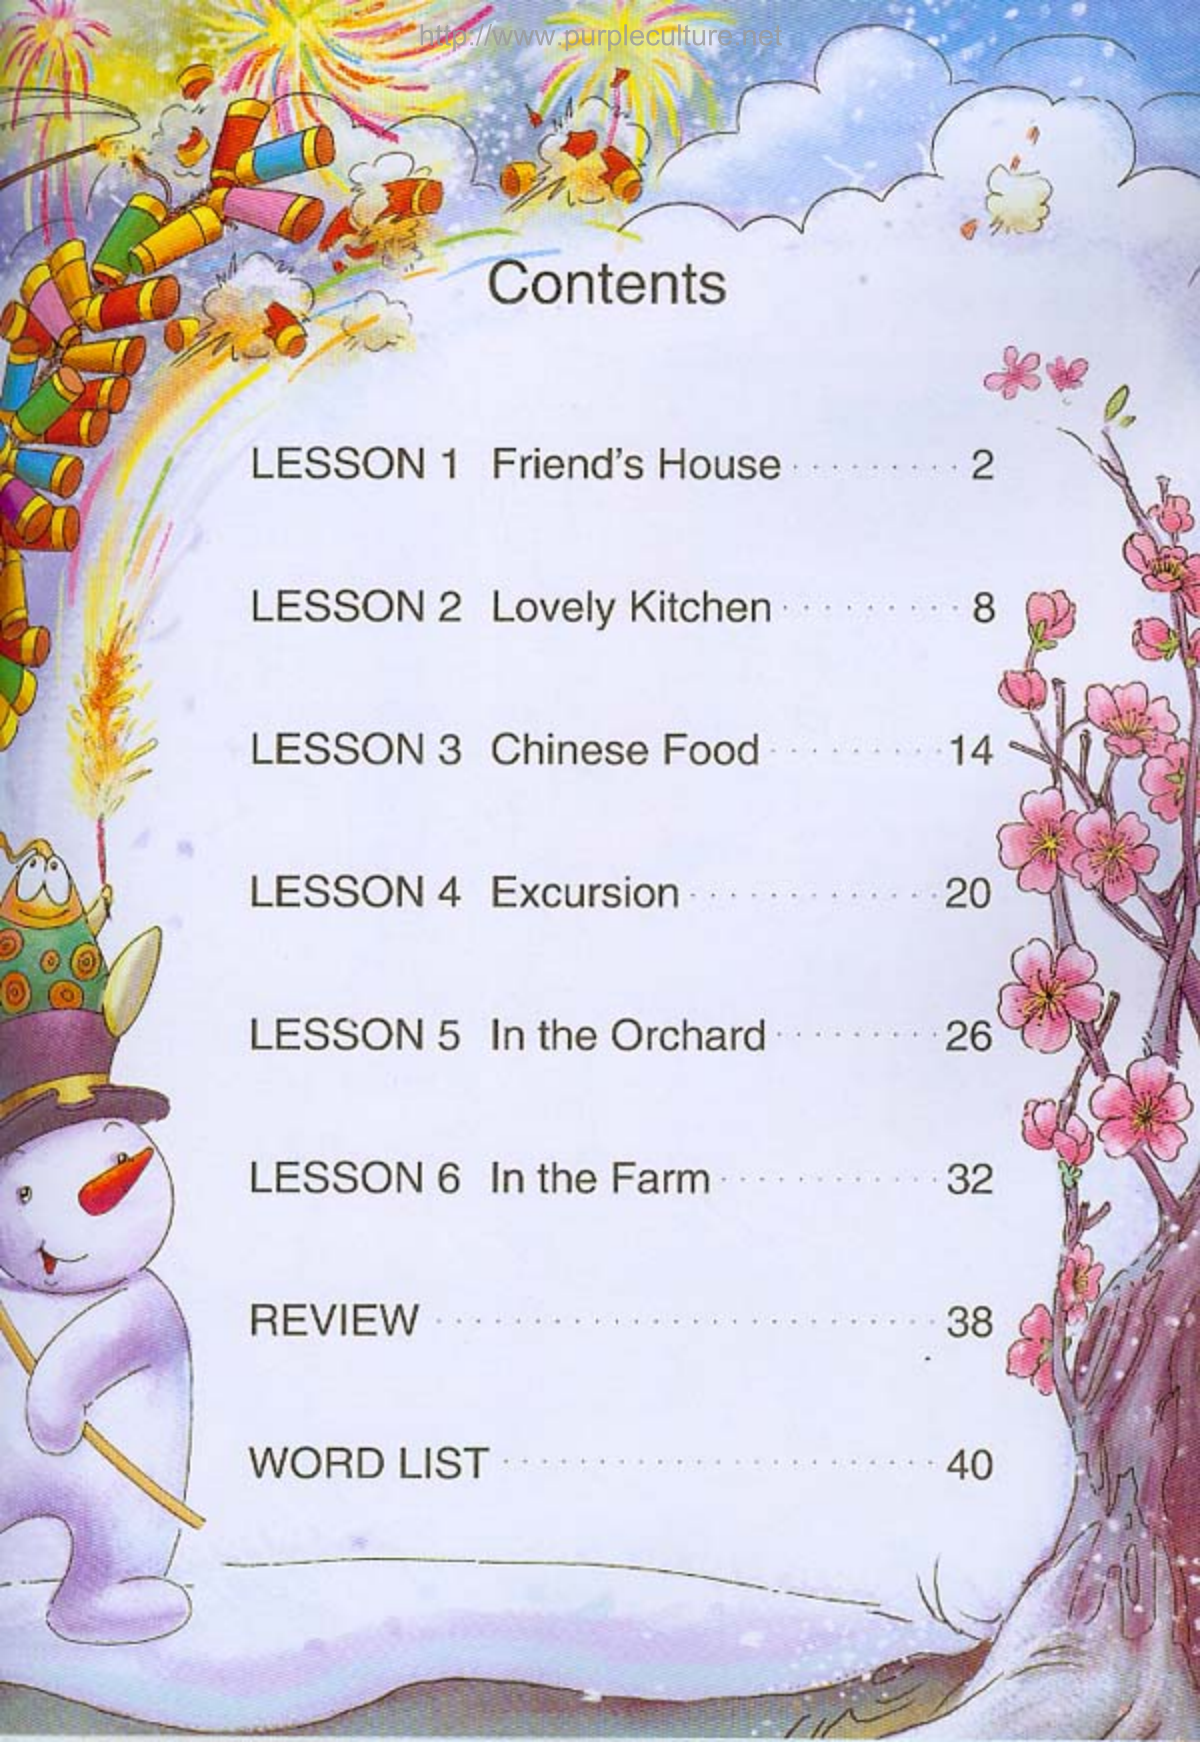 http://www.purpleculture.net
Contents
LESSON 1 Friend's House ········· 2
LESSON 2 Lovely Kitchen ········· 8
LESSON 3 Chinese Food ········· 14
LESSON 4 Excursion ············· 20
LESSON 5 In the Orchard ········· 26
LESSON 6 In the Farm ············ 32
REVIEW ·························· 38
WORD LIST ······················· 40